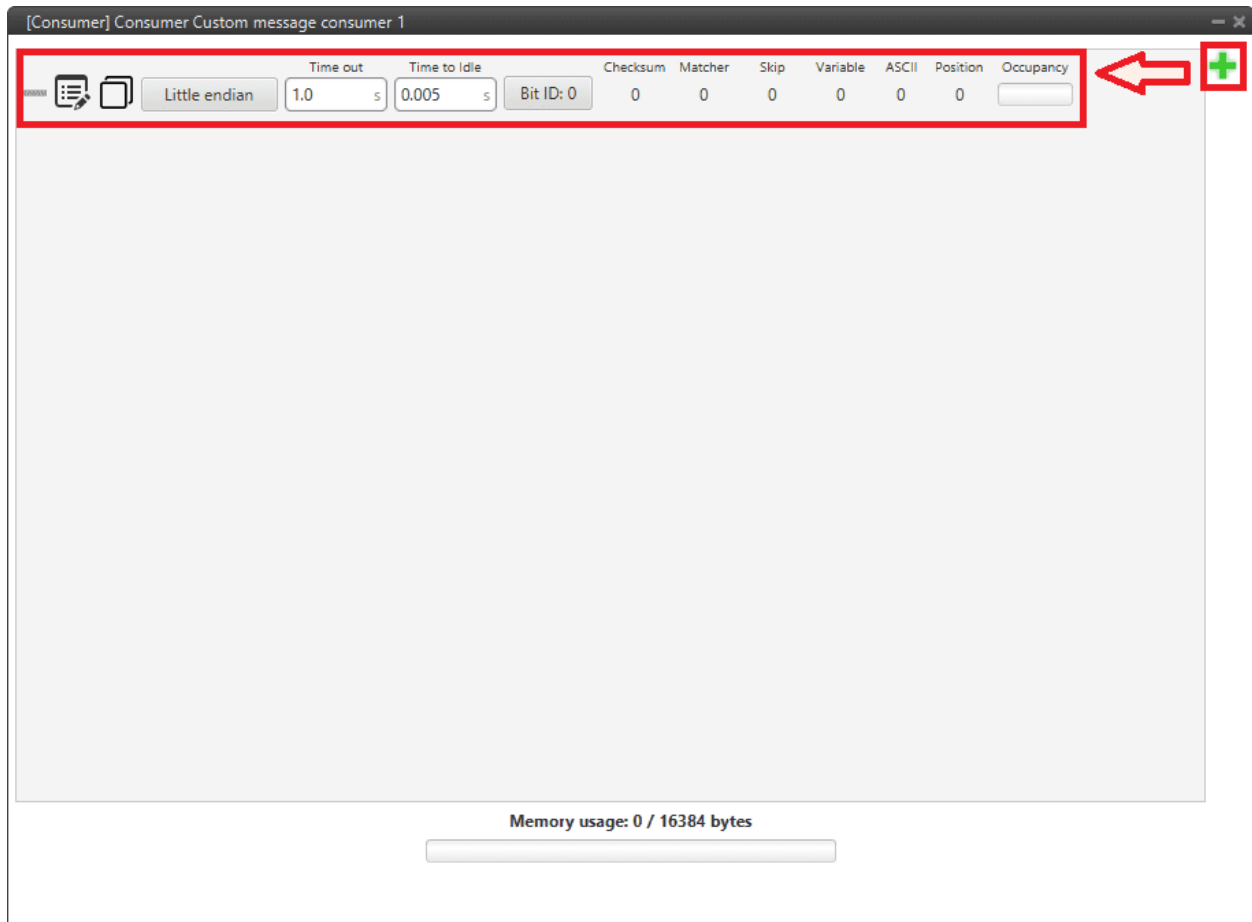 [Consumer] Consumer Custom message consumer 1
Time out Time to Idle Checksum Matcher Skip Variable ASCII Position Occupancy
Little endian 1.0 s 0.005 s Bit ID: 0 0 0 0 0 0 0
Memory usage: 0 / 16384 bytes